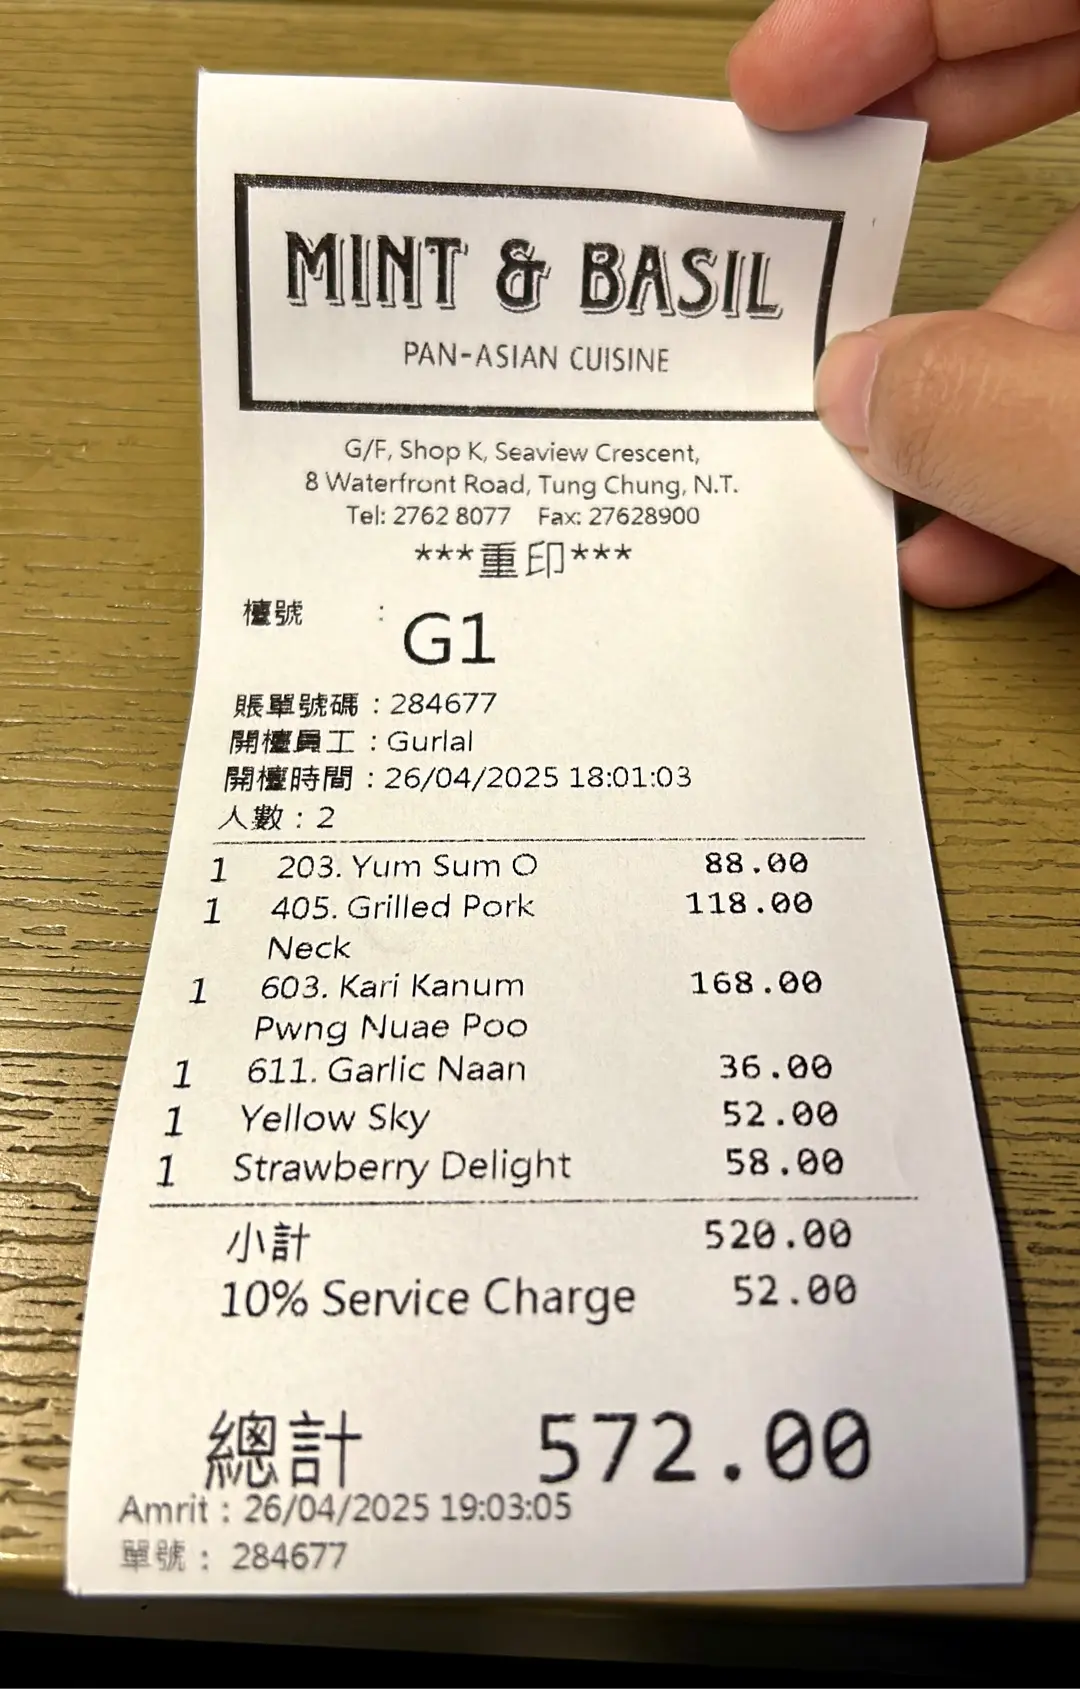 MINT & BASIL
PAN-ASIAN CUISINE
G/F, Shop K, Seaview Crescent,
8 Waterfront Road, Tung Chung, N.T.
Tel: 2762 8077 Fax: 27628900
***重印***
檯號 : G1
賬單號碼 : 284677
開檯員工 : Gurlal
開檯時間 : 26/04/2025 18:01:03
人數 : 2
1 203. Yum Sum O 88.00
1 405. Grilled Pork 118.00
Neck
1 603. Kari Kanum 168.00
Pwng Nuae Poo
1 611. Garlic Naan 36.00
1 Yellow Sky 52.00
1 Strawberry Delight 58.00
小計 520.00
10% Service Charge 52.00
總計 572.00
Amrit : 26/04/2025 19:03:05
單號 : 284677